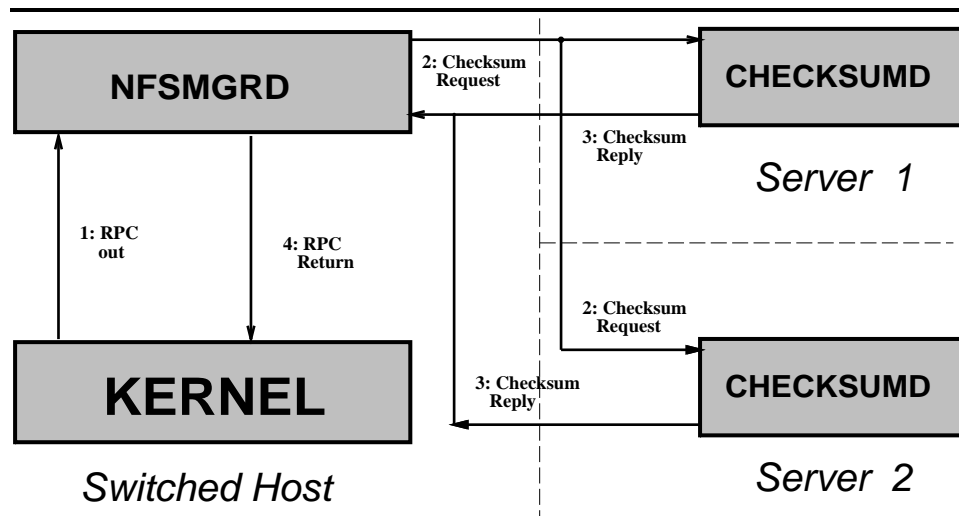 NFSMGRD
2: Checksum
Request
CHECKSUMD
3: Checksum
Reply
Server 1
1: RPC
out
4: RPC
Return
2: Checksum
Request
KERNEL
3: Checksum
Reply
CHECKSUMD
Switched Host
Server 2